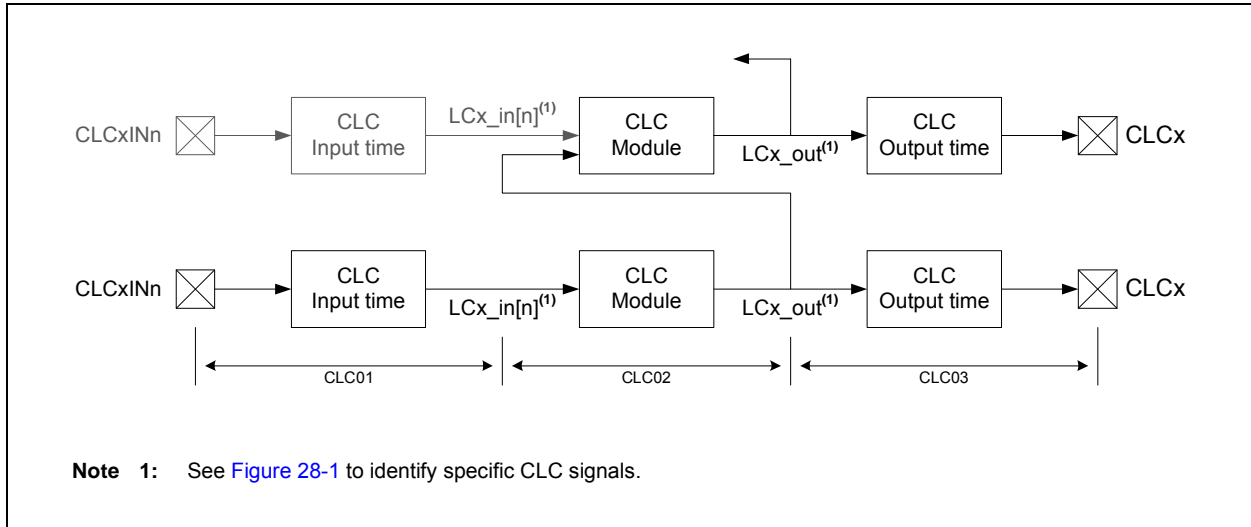 CLCxINn
CLC
Input time
LCx_in[n](1)
CLC
Module
LCx_out(1)
CLC
Output time
CLCx
CLCxINn
CLC
Input time
LCx_in[n](1)
CLC
Module
LCx_out(1)
CLC
Output time
CLCx
CLC01
CLC02
CLC03
Note 1: See Figure 28-1 to identify specific CLC signals.